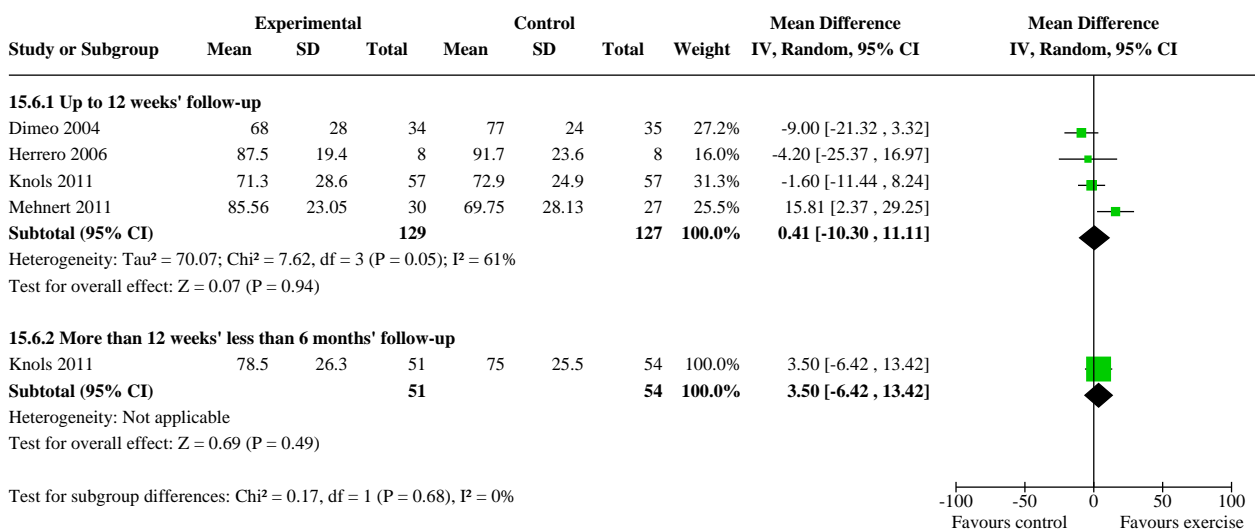 Experimental Control Mean Difference Mean Difference
Study or Subgroup Mean SD Total Mean SD Total Weight IV, Random, 95% CI IV, Random, 95% CI
15.6.1 Up to 12 weeks' follow-up
Dimeo 2004 68 28 34 77 24 35 27.2% -9.00 [-21.32 , 3.32]
Herrero 2006 87.5 19.4 8 91.7 23.6 8 16.0% -4.20 [-25.37 , 16.97]
Knols 2011 71.3 28.6 57 72.9 24.9 57 31.3% -1.60 [-11.44 , 8.24]
Mehnert 2011 85.56 23.05 30 69.75 28.13 27 25.5% 15.81 [2.37 , 29.25]
Subtotal (95% CI) 129 127 100.0% 0.41 [-10.30 , 11.11]
Heterogeneity: Tau² = 70.07; Chi² = 7.62, df = 3 (P = 0.05); I² = 61%
Test for overall effect: Z = 0.07 (P = 0.94)
15.6.2 More than 12 weeks' less than 6 months' follow-up
Knols 2011 78.5 26.3 51 75 25.5 54 100.0% 3.50 [-6.42 , 13.42]
Subtotal (95% CI) 51 54 100.0% 3.50 [-6.42 , 13.42]
Heterogeneity: Not applicable
Test for overall effect: Z = 0.69 (P = 0.49)
Test for subgroup differences: Chi² = 0.17, df = 1 (P = 0.68), I² = 0%
-100 -50 0 50 100
Favours control Favours exercise